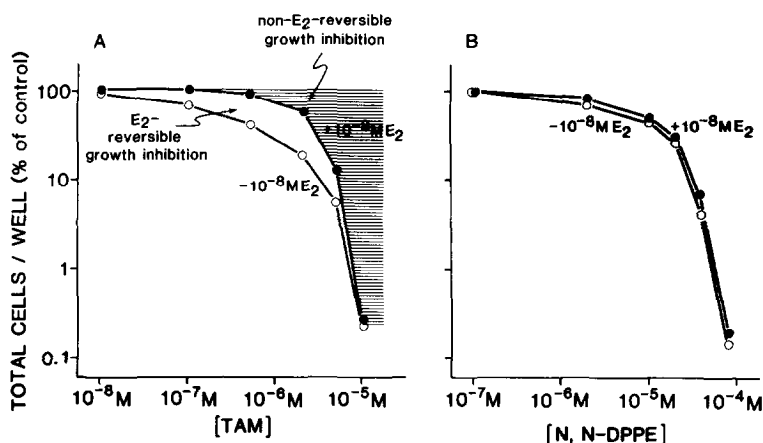 A
non-E₂-reversible
growth inhibition
B
TOTAL CELLS / WELL (% of control)
100
10
1
0.1
E₂-
reversible
growth inhibition
+10⁻⁸ME₂
-10⁻⁸ME₂
-10⁻⁸ME₂
+10⁻⁸ME₂
10⁻⁸M
10⁻⁷M
10⁻⁶M
10⁻⁵M
[TAM]
10⁻⁷M
10⁻⁶M
10⁻⁵M
10⁻⁴M
[N, N-DPPE]